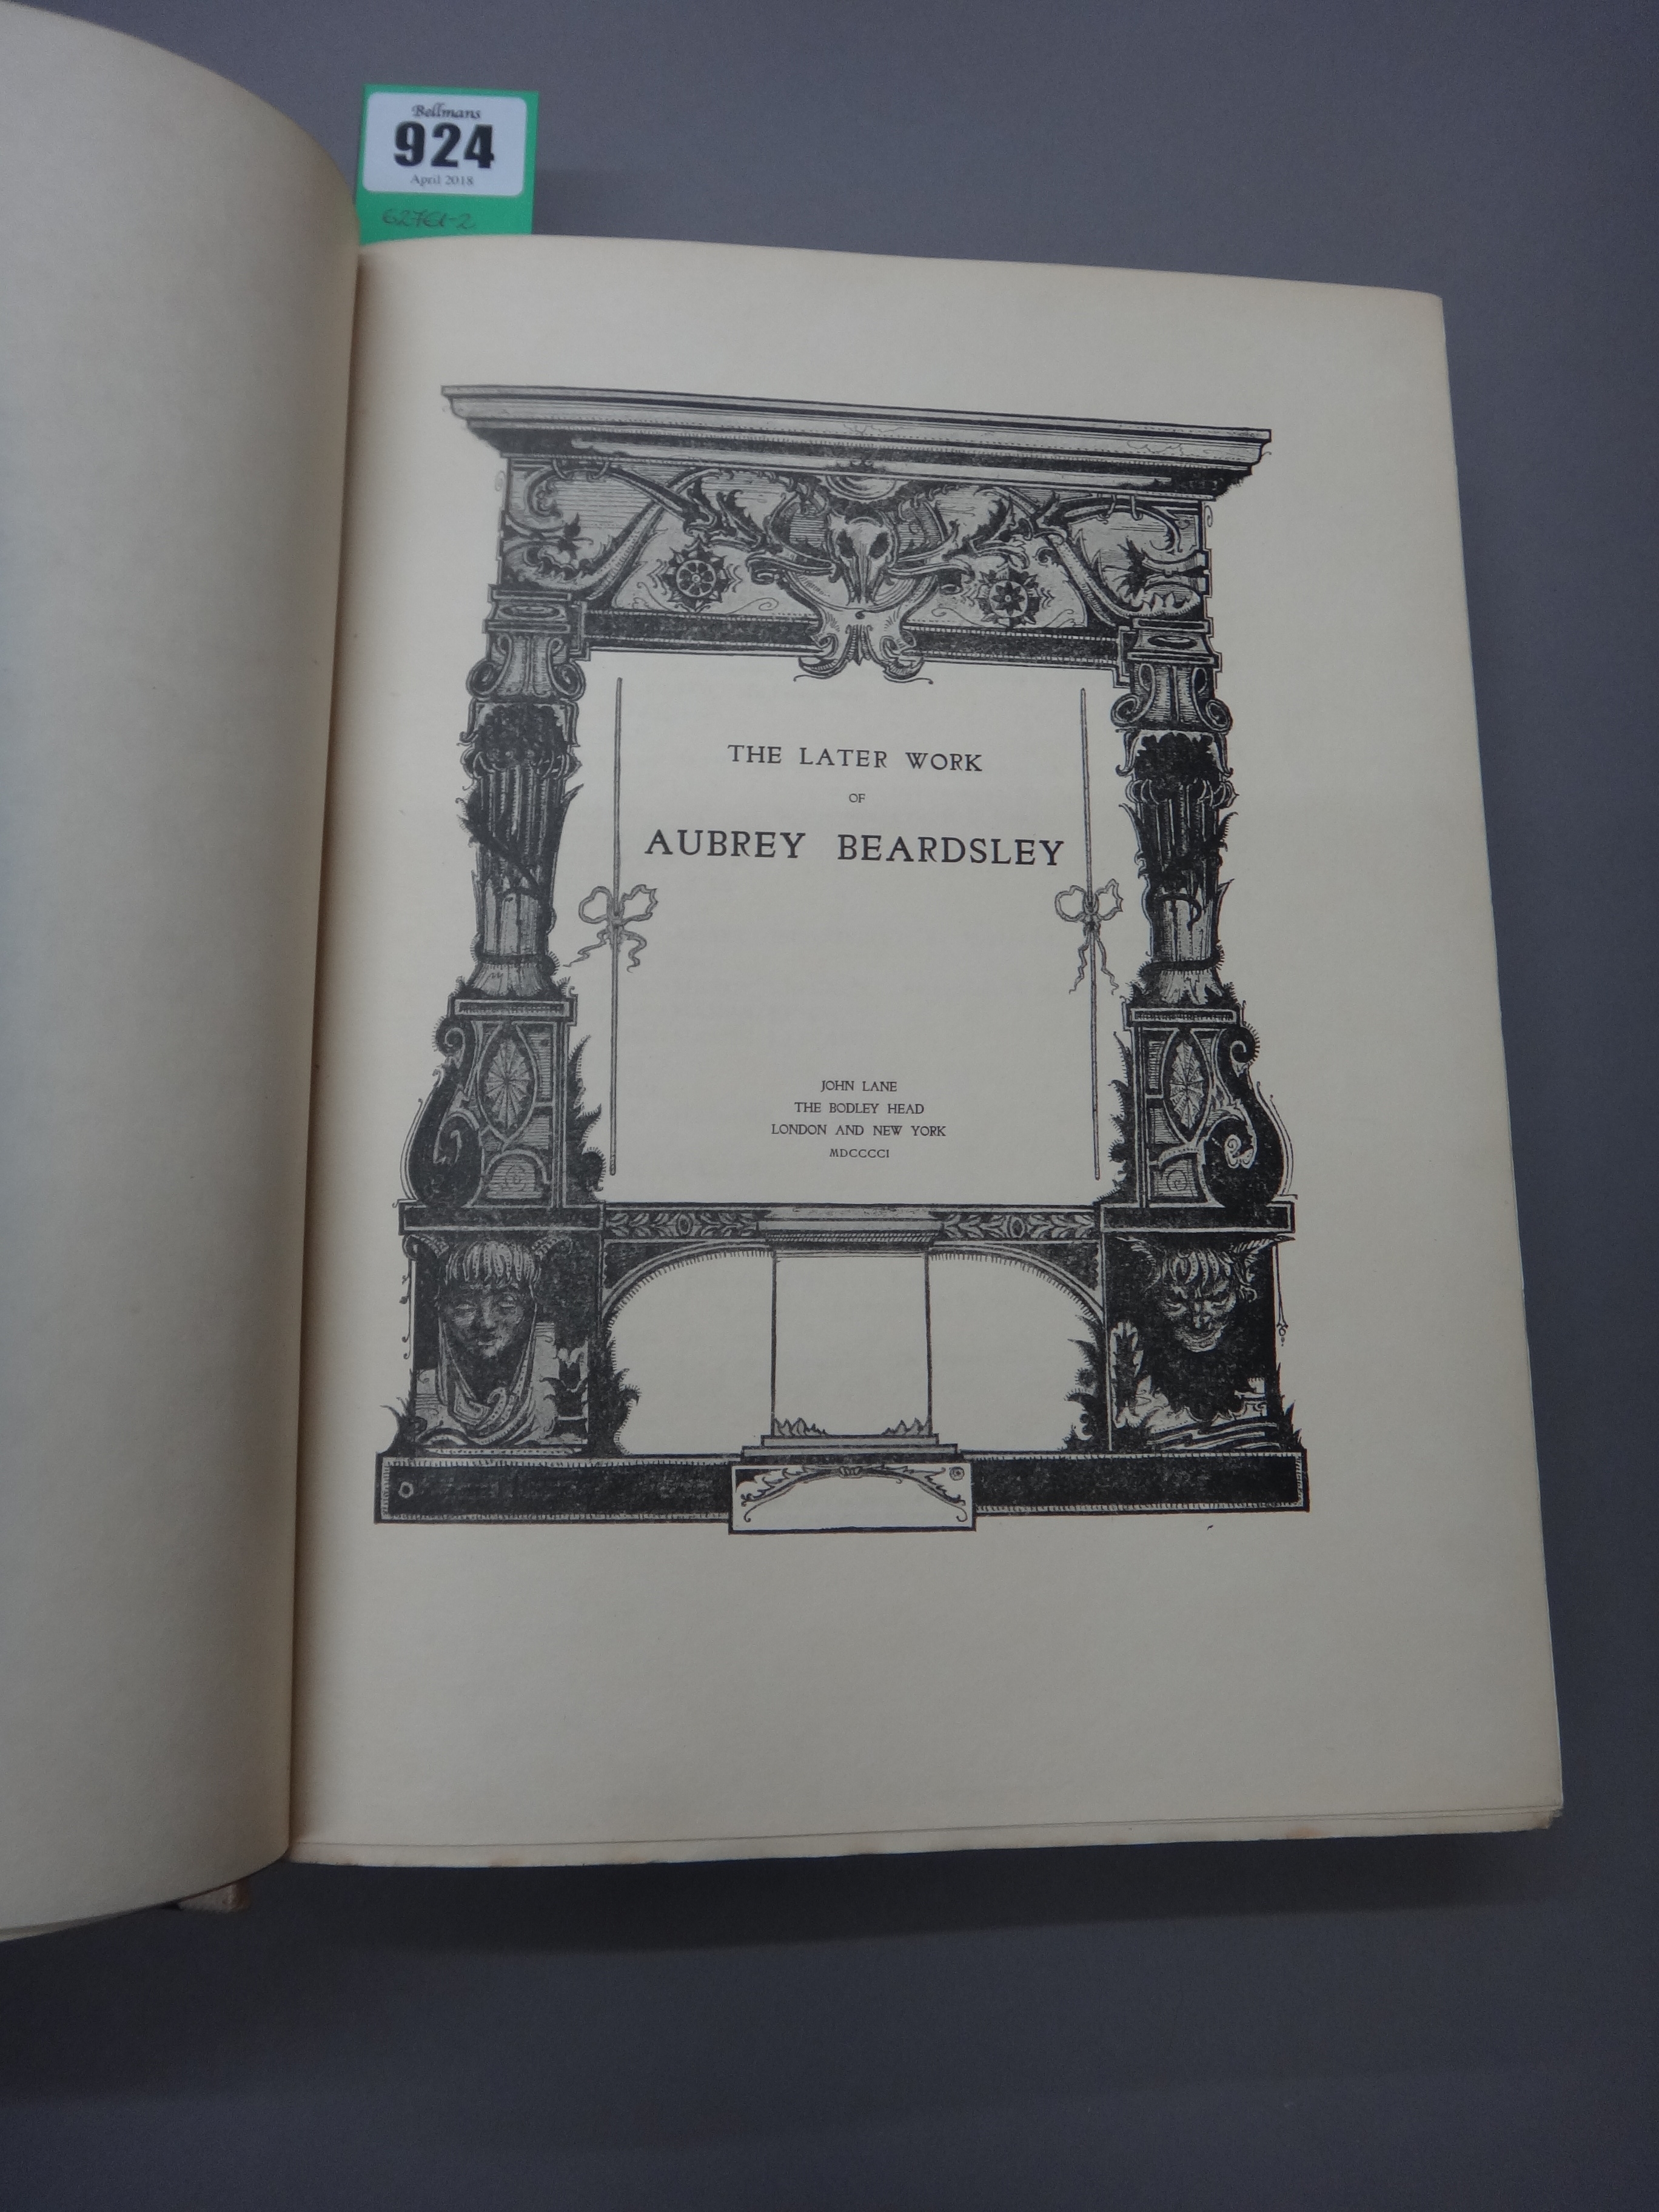 Bellmans
924
April 2018
THE LATER WORK
OF
AUBREY BEARDSLEY
JOHN LANE
THE BODLEY HEAD
LONDON AND NEW YORK
MDCCCCI